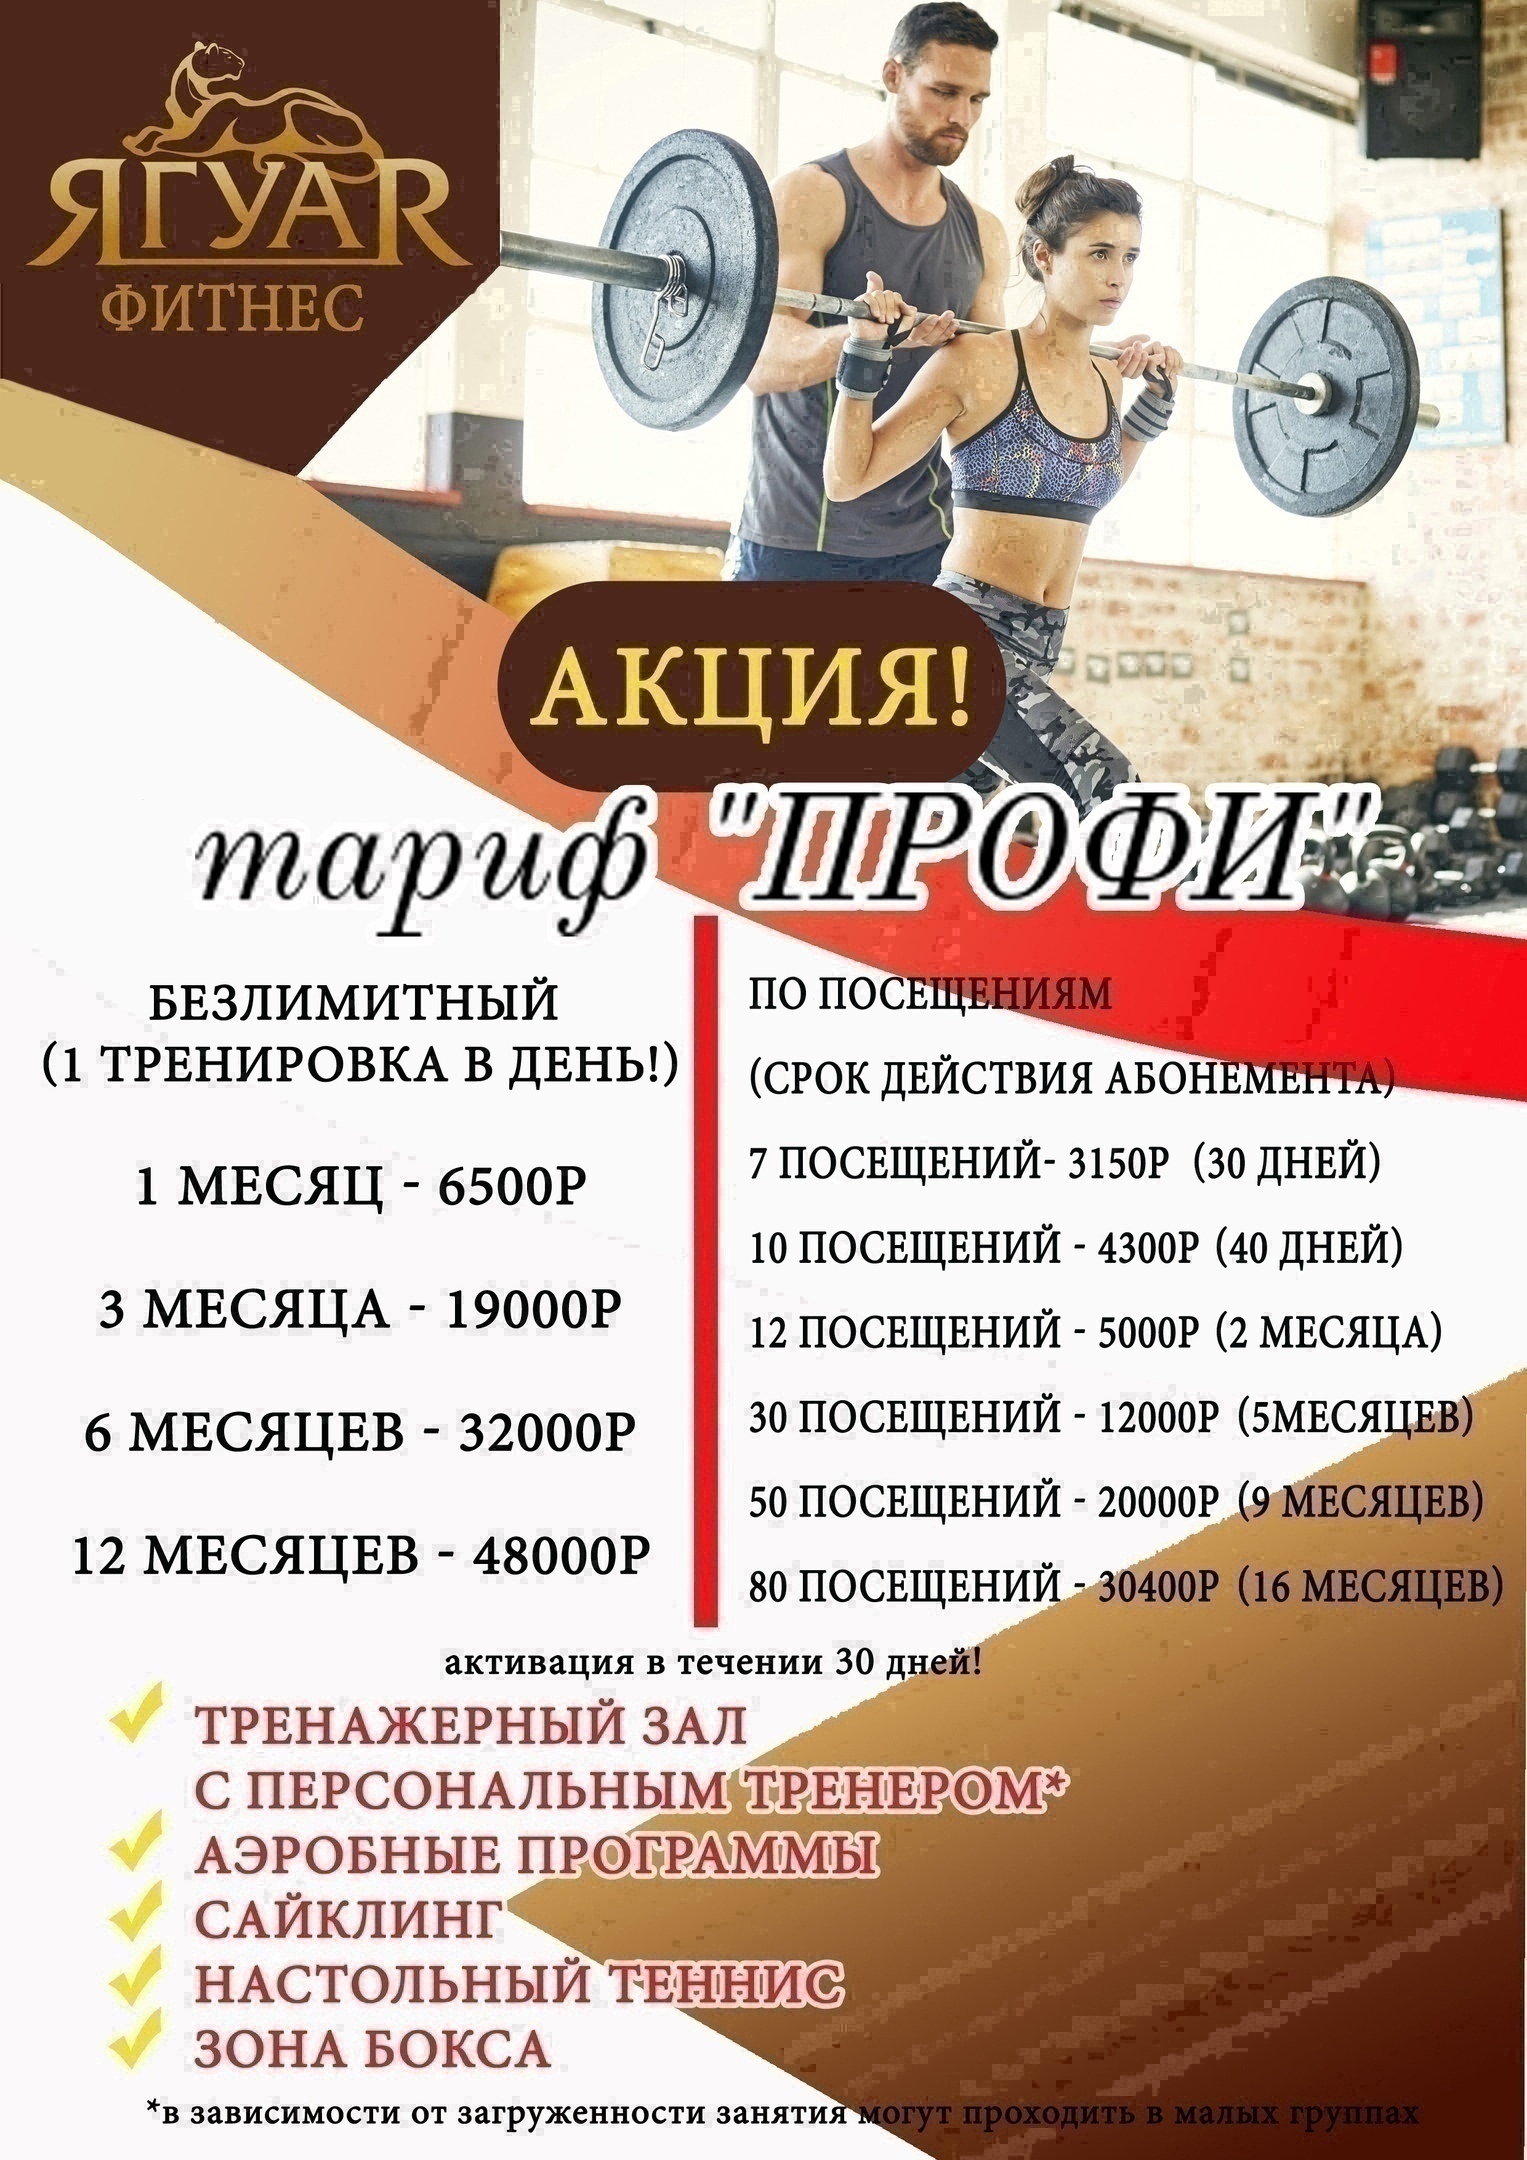 ЯГУАR
ФИТНЕС
АКЦИЯ!
тариф "ПРОФИ"
БЕЗЛИМИТНЫЙ
(1 ТРЕНИРОВКА В ДЕНЬ!)
1 МЕСЯЦ - 6500Р
3 МЕСЯЦА - 19000Р
6 МЕСЯЦЕВ - 32000Р
12 МЕСЯЦЕВ - 48000Р
ПО ПОСЕЩЕНИЯМ
(СРОК ДЕЙСТВИЯ АБОНЕМЕНТА)
7 ПОСЕЩЕНИЙ- 3150Р (30 ДНЕЙ)
10 ПОСЕЩЕНИЙ - 4300Р (40 ДНЕЙ)
12 ПОСЕЩЕНИЙ - 5000Р (2 МЕСЯЦА)
30 ПОСЕЩЕНИЙ - 12000Р (5МЕСЯЦЕВ)
50 ПОСЕЩЕНИЙ - 20000Р (9 МЕСЯЦЕВ)
80 ПОСЕЩЕНИЙ - 30400Р (16 МЕСЯЦЕВ)
активация в течении 30 дней!
ТРЕНАЖЕРНЫЙ ЗАЛ
С ПЕРСОНАЛЬНЫМ ТРЕНЕРОМ*
АЭРОБНЫЕ ПРОГРАММЫ
САЙКЛИНГ
НАСТОЛЬНЫЙ ТЕННИС
ЗОНА БОКСА
*в зависимости от загруженности занятия могут проходить в малых группах